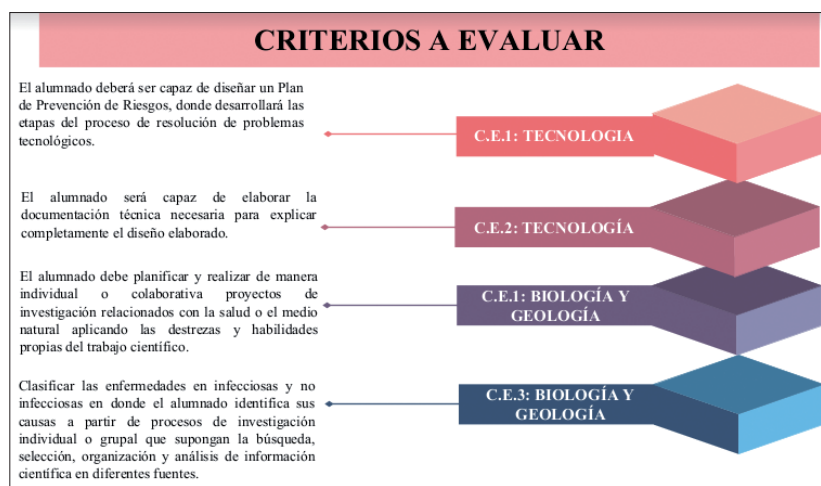 CRITERIOS A EVALUAR
El alumnado deberá ser capaz de diseñar un Plan
de Prevención de Riesgos, donde desarrollará las
etapas del proceso de resolución de problemas
tecnológicos.
C.E.1: TECNOLOGIA
El alumnado será capaz de elaborar la
documentación técnica necesaria para explicar
completamente el diseño elaborado.
C.E.2: TECNOLOGÍA
El alumnado debe planificar y realizar de manera
individual o colaborativa proyectos de
investigación relacionados con la salud o el medio
natural aplicando las destrezas y habilidades
propias del trabajo científico.
C.E.1: BIOLOGÍA Y
GEOLOGÍA
Clasificar las enfermedades en infecciosas y no
infecciosas en donde el alumnado identifica sus
causas a partir de procesos de investigación
individual o grupal que supongan la búsqueda,
selección, organización y análisis de información
científica en diferentes fuentes.
C.E.3: BIOLOGÍA Y
GEOLOGÍA